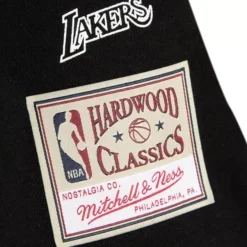 LAKERS
HARDWOOD
NBA
CLASSICS
NOSTALGIA CO.
Mitchell & Ness
PHILADELPHIA, PA.